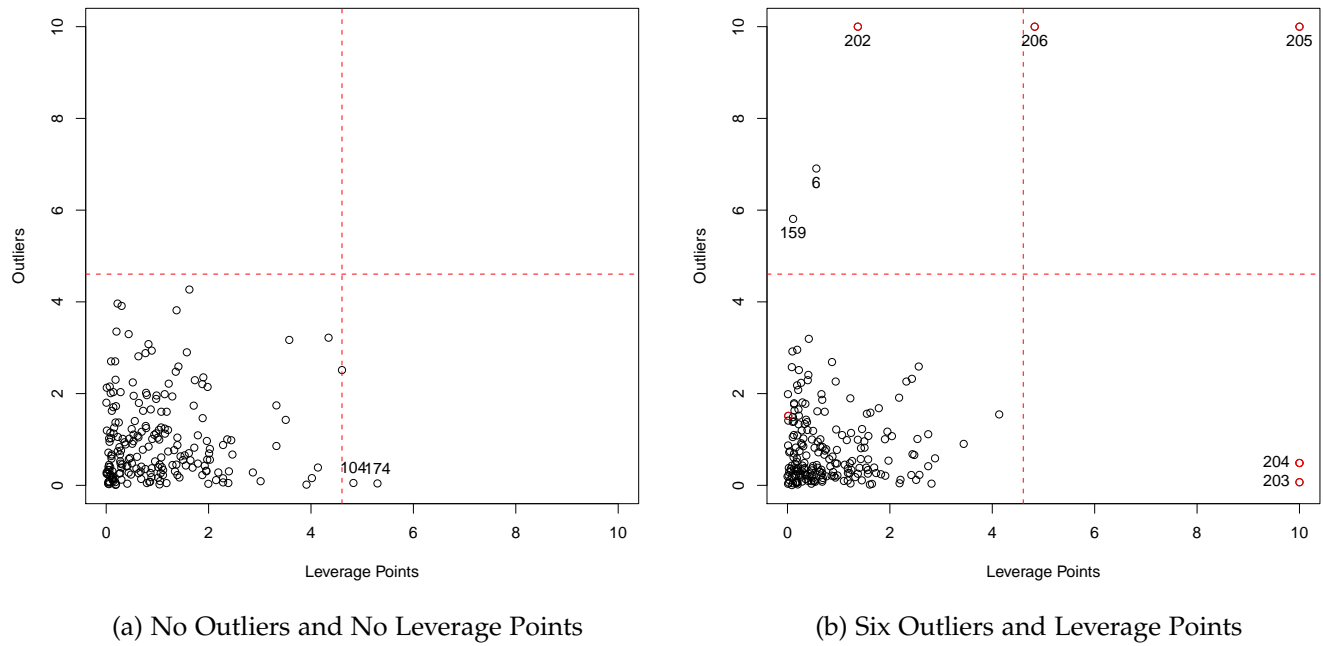 10
8
6
4
2
0
Outliers
104 174
0 2 4 6 8 10
Leverage Points
(a) No Outliers and No Leverage Points
10
8
6
4
2
0
Outliers
202 206 205
6
159
204
203
0 2 4 6 8 10
Leverage Points
(b) Six Outliers and Leverage Points